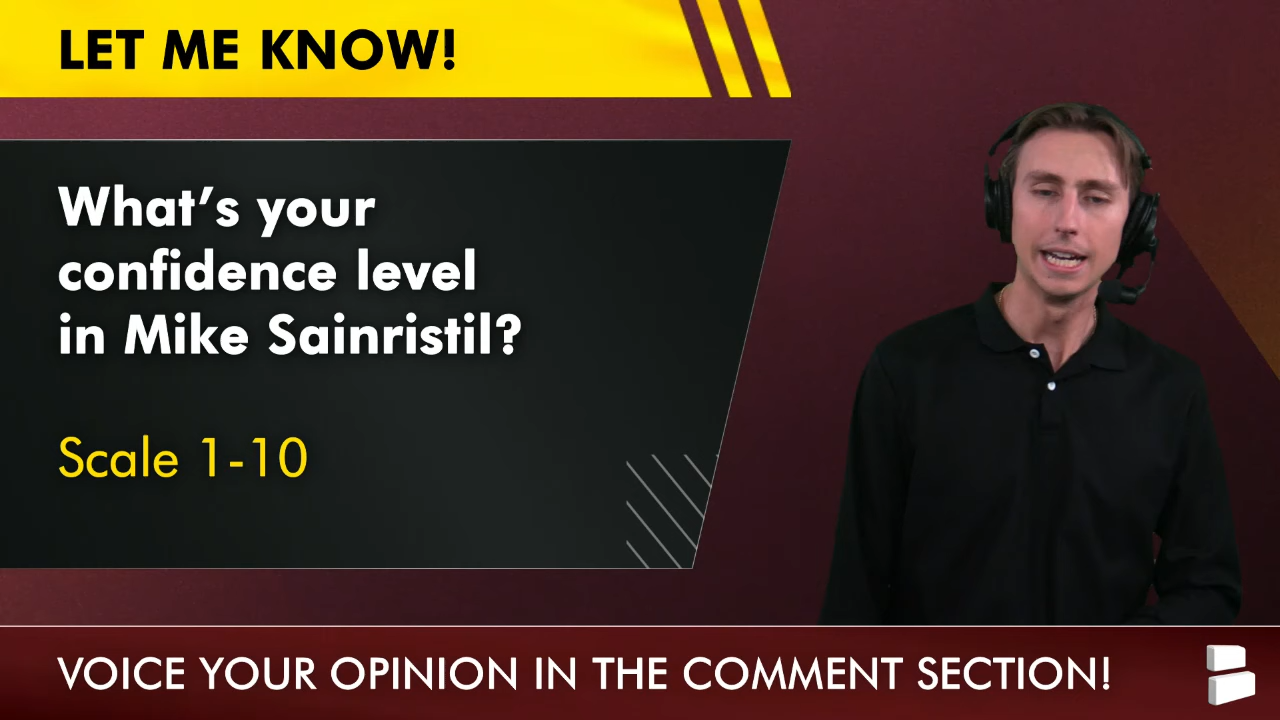 LET ME KNOW!
What's your
confidence level
in Mike Sainristil?
Scale 1-10
VOICE YOUR OPINION IN THE COMMENT SECTION!